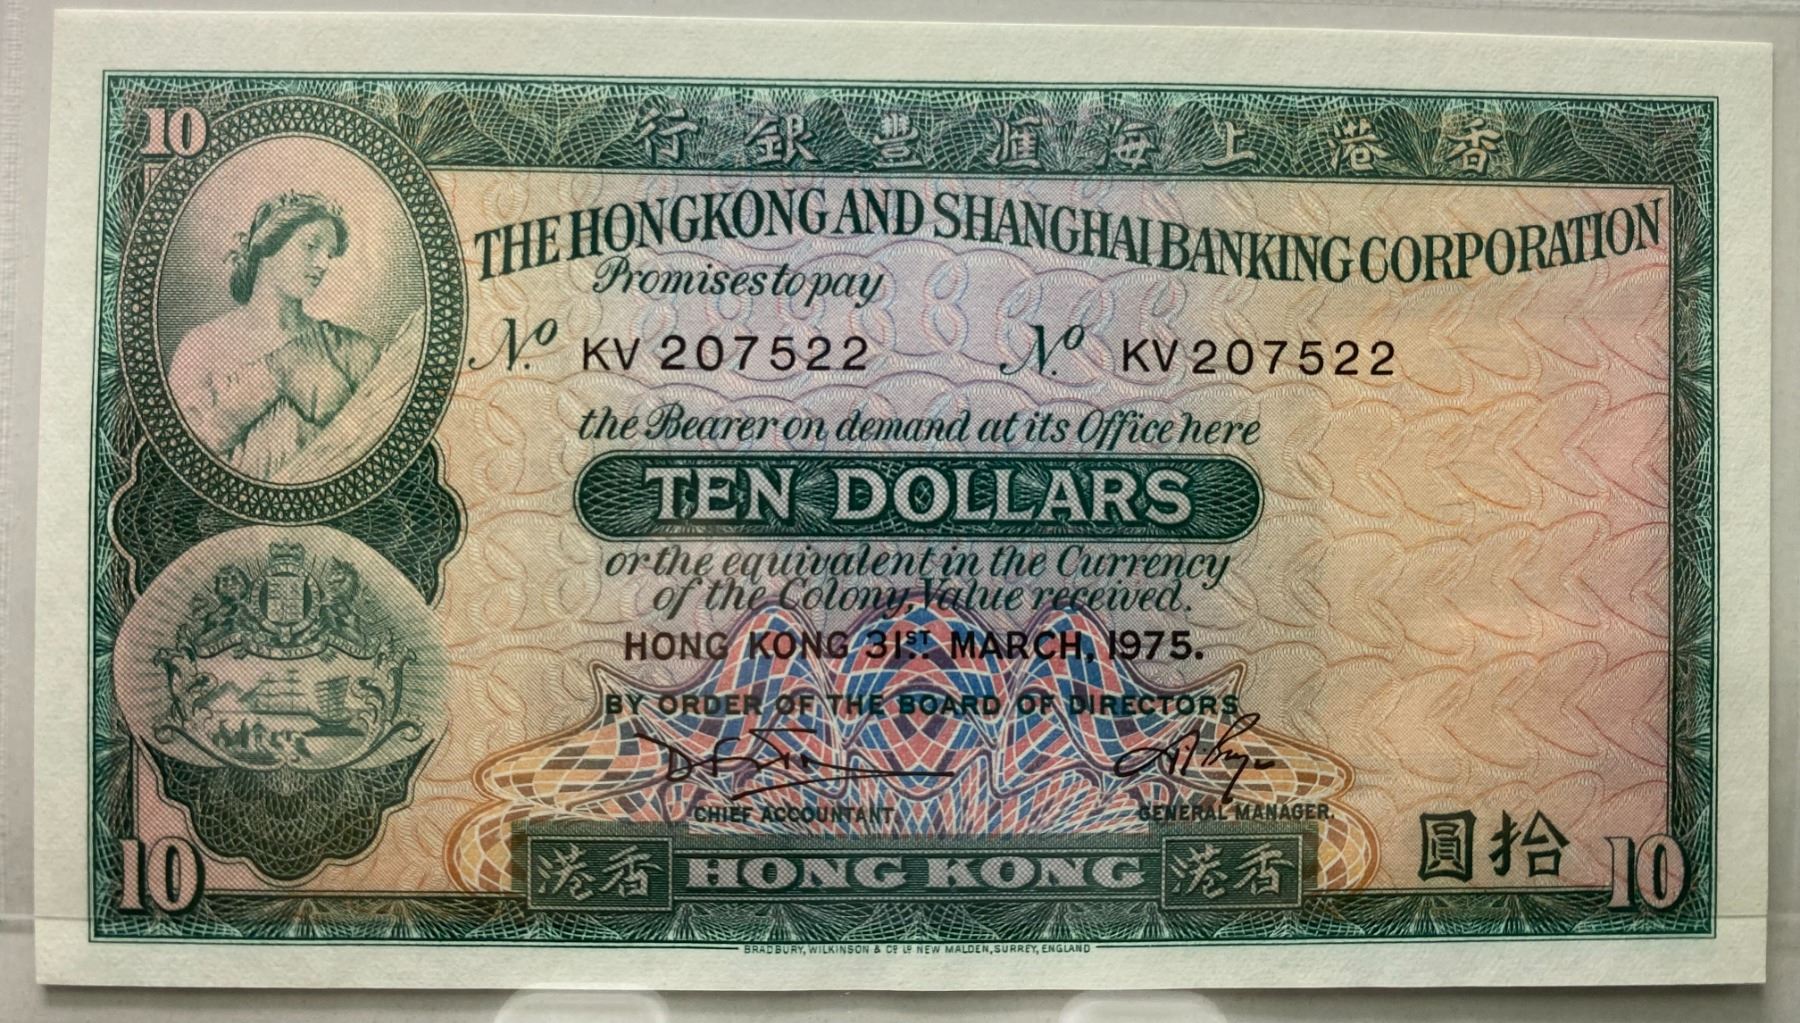 10
行銀豐滙海上港香
THE HONGKONG AND SHANGHAI BANKING CORPORATION
Promises to pay
Nº KV 207522 Nº KV 207522
the Bearer on demand at its Office here
TEN DOLLARS
or the equivalent in the Currency
of the Colony, Value received.
HONG KONG 31ST. MARCH, 1975.
BY ORDER OF THE BOARD OF DIRECTORS
CHIEF ACCOUNTANT. GENERAL MANAGER.
圓拾
10 港香 HONG KONG 港香 10
BRADBURY, WILKINSON & Cº Lº NEW MALDEN, SURREY, ENGLAND